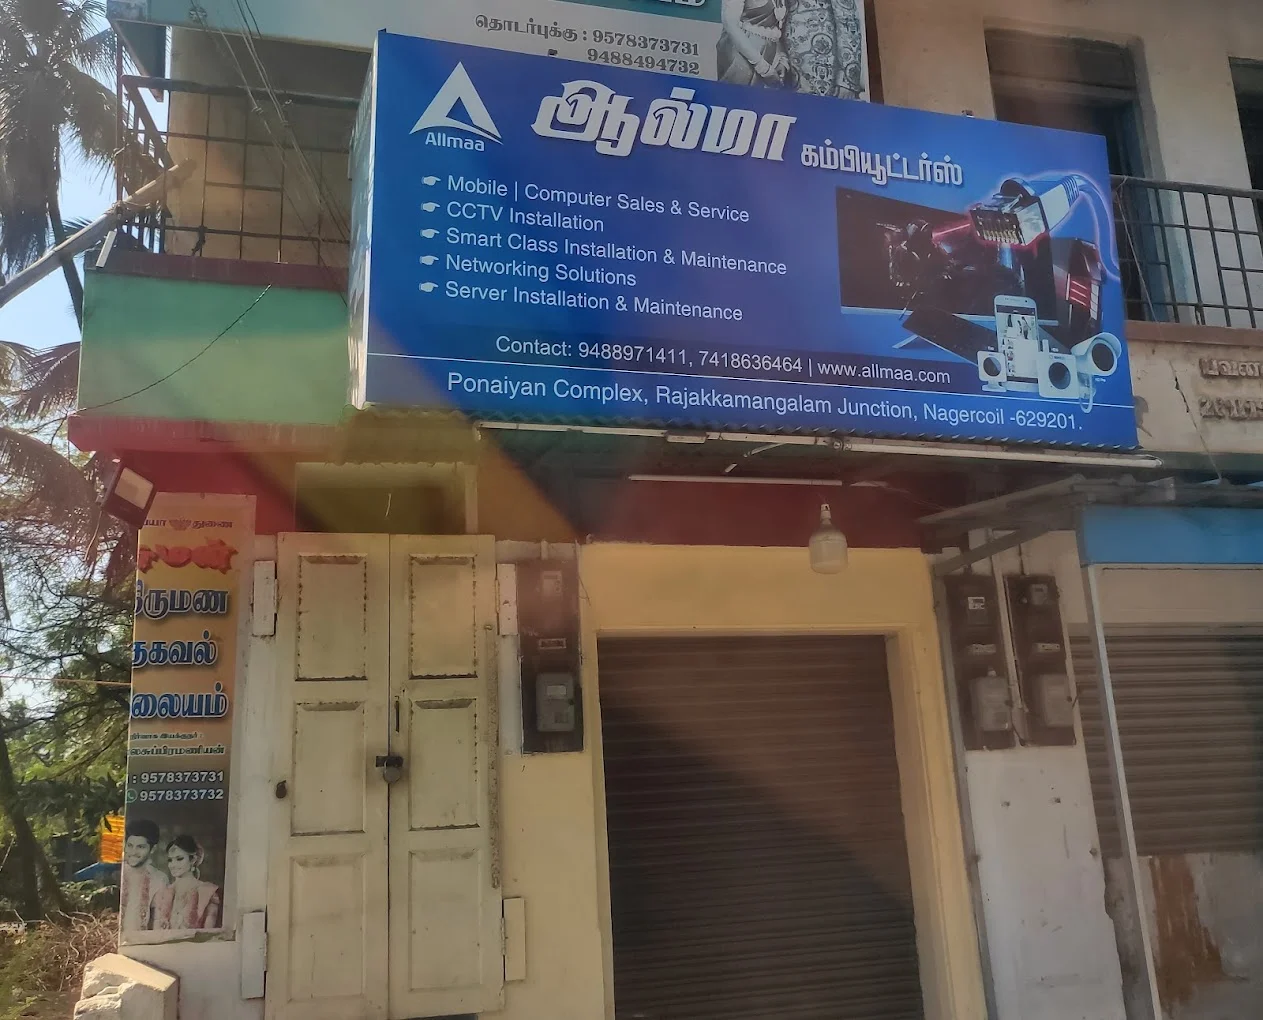 தொடர்புக்கு : 9578373731
9488494732
Allmaa
ஆல்மா கம்பியூட்டர்ஸ்
Mobile | Computer Sales & Service
CCTV Installation
Smart Class Installation & Maintenance
Networking Solutions
Server Installation & Maintenance
Contact: 9488971411, 7418636464 | www.allmaa.com
Ponaiyan Complex, Rajakkamangalam Junction, Nagercoil -629201.
துணை
திருமண
தகவல்
லையம்
: 9578373731
9578373732